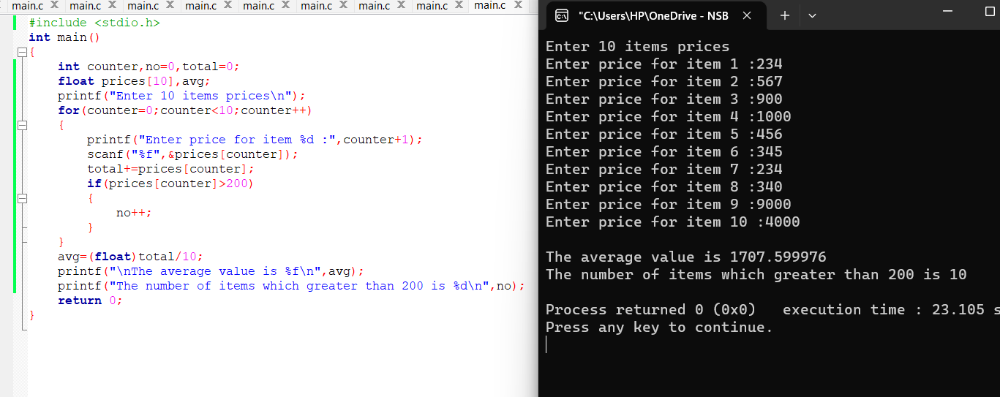 main.c main.c main.c main.c main.c main.c main.c main.c main.c
#include <stdio.h>
int main()
{
    int counter,no=0,total=0;
    float prices[10],avg;
    printf("Enter 10 items prices\n");
    for(counter=0;counter<10;counter++)
    {
        printf("Enter price for item %d :",counter+1);
        scanf("%f",&prices[counter]);
        total+=prices[counter];
        if(prices[counter]>200)
        {
            no++;
        }
    }
    avg=(float)total/10;
    printf("\nThe average value is %f\n",avg);
    printf("The number of items which greater than 200 is %d\n",no);
    return 0;
}
"C:\Users\HP\OneDrive - NSB
Enter 10 items prices
Enter price for item 1 :234
Enter price for item 2 :567
Enter price for item 3 :900
Enter price for item 4 :1000
Enter price for item 5 :456
Enter price for item 6 :345
Enter price for item 7 :234
Enter price for item 8 :340
Enter price for item 9 :9000
Enter price for item 10 :4000
The average value is 1707.599976
The number of items which greater than 200 is 10
Process returned 0 (0x0)   execution time : 23.105 s
Press any key to continue.